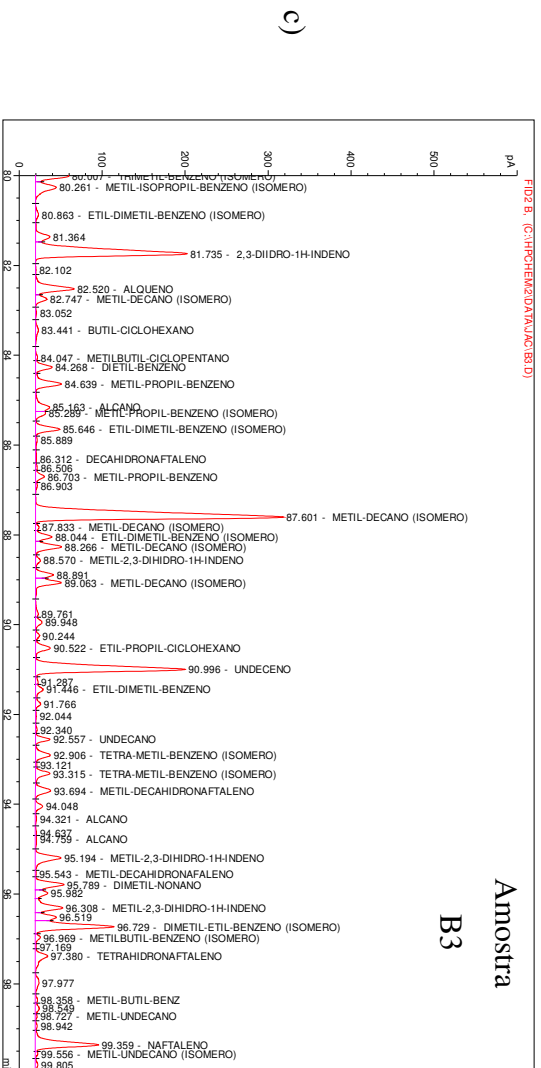 c)
FID2 B, (C:\HPCHEM\2\DATA\JAC\B3.D)
pA
500
400
300
200
100
0
Amostra
B3
80.007 - TRIMETIL-BENZENO (ISOMERO)
80.261 - METIL-ISOPROPIL-BENZENO (ISOMERO)
80.863 - ETIL-DIMETIL-BENZENO (ISOMERO)
81.364
81.735 - 2,3-DIIDRO-1H-INDENO
82.102
82.520 - ALQUENO
82.747 - METIL-DECANO (ISOMERO)
83.052
83.441 - BUTIL-CICLOHEXANO
84.047 - METILBUTIL-CICLOPENTANO
84.268 - DIETIL-BENZENO
84.639 - METIL-PROPIL-BENZENO
85.163 - ALCANO
85.289 - METIL-PROPIL-BENZENO (ISOMERO)
85.646 - ETIL-DIMETIL-BENZENO (ISOMERO)
85.889
86.312 - DECAHIDRONAFTALENO
86.506
86.703 - METIL-PROPIL-BENZENO
86.903
87.601 - METIL-DECANO (ISOMERO)
87.833 - METIL-DECANO (ISOMERO)
88.044 - ETIL-DIMETIL-BENZENO (ISOMERO)
88.266 - METIL-DECANO (ISOMERO)
88.570 - METIL-2,3-DIHIDRO-1H-INDENO
88.891
89.063 - METIL-DECANO (ISOMERO)
89.761
89.948
90.244
90.522 - ETIL-PROPIL-CICLOHEXANO
90.996 - UNDECENO
91.287
91.446 - ETIL-DIMETIL-BENZENO
91.766
92.044
92.340
92.557 - UNDECANO
92.906 - TETRA-METIL-BENZENO (ISOMERO)
93.121
93.315 - TETRA-METIL-BENZENO (ISOMERO)
93.694 - METIL-DECAHIDRONAFTALENO
94.048
94.321 - ALCANO
94.637
94.759 - ALCANO
95.194 - METIL-2,3-DIHIDRO-1H-INDENO
95.543 - METIL-DECAHIDRONAFALENO
95.789 - DIMETIL-NONANO
95.982
96.308 - METIL-2,3-DIHIDRO-1H-INDENO
96.519
96.729 - DIMETIL-ETIL-BENZENO (ISOMERO)
96.969 - METILBUTIL-BENZENO (ISOMERO)
97.169
97.380 - TETRAHIDRONAFTALENO
97.977
98.358 - METIL-BUTIL-BENZ
98.549
98.727 - METIL-UNDECANO
98.942
99.359 - NAFTALENO
99.556 - METIL-UNDECANO (ISOMERO)
99.805
80
82
84
86
88
90
92
94
96
98